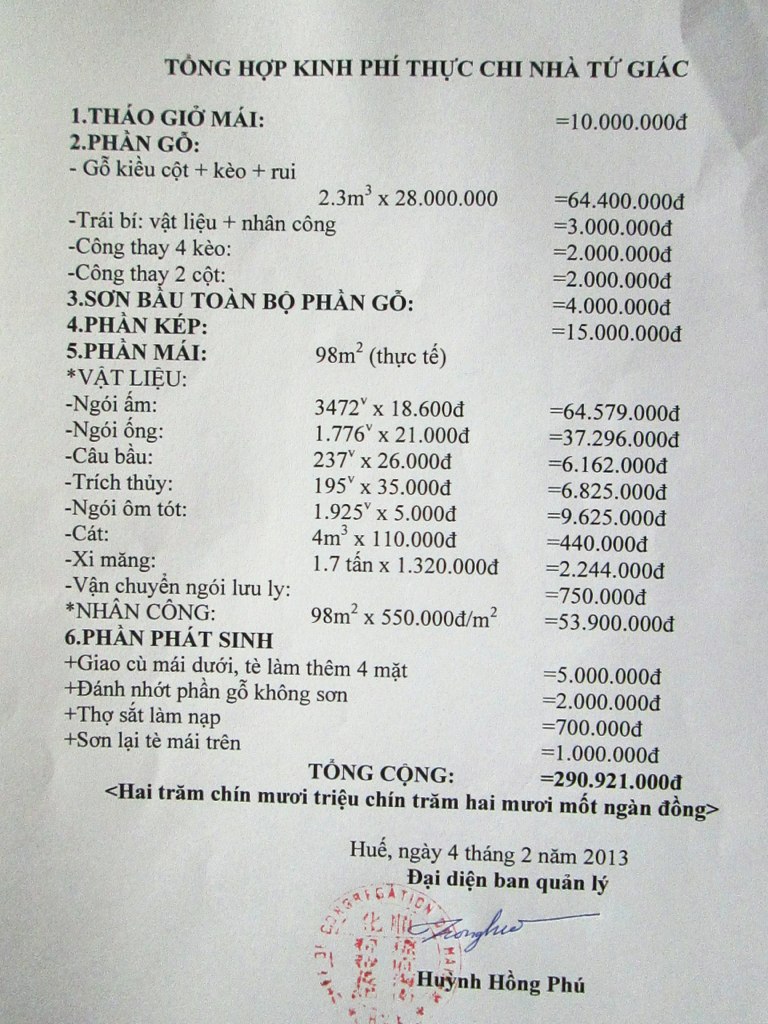 TỔNG HỢP KINH PHÍ THỰC CHI NHÀ TỨ GIÁC
1.THÁO GIỞ MÁI: =10.000.000đ
2.PHẦN GỖ:
- Gỗ kiều cột + kèo + rui
2.3m³ x 28.000.000 =64.400.000đ
-Trái bí: vật liệu + nhân công =3.000.000đ
-Công thay 4 kèo: =2.000.000đ
-Công thay 2 cột: =2.000.000đ
3.SƠN BẦU TOÀN BỘ PHẦN GỖ: =4.000.000đ
4.PHẦN KÉP: =15.000.000đ
5.PHẦN MÁI: 98m² (thực tế)
*VẬT LIỆU:
-Ngói ấm: 3472ᵛ x 18.600đ =64.579.000đ
-Ngói ống: 1.776ᵛ x 21.000đ =37.296.000đ
-Câu bầu: 237ᵛ x 26.000đ =6.162.000đ
-Trích thủy: 195ᵛ x 35.000đ =6.825.000đ
-Ngói ôm tót: 1.925ᵛ x 5.000đ =9.625.000đ
-Cát: 4m³ x 110.000đ =440.000đ
-Xi măng: 1.7 tấn x 1.320.000đ =2.244.000đ
-Vận chuyển ngói lưu ly: =750.000đ
*NHÂN CÔNG: 98m² x 550.000đ/m² =53.900.000đ
6.PHẦN PHÁT SINH
+Giao cù mái dưới, tè làm thêm 4 mặt =5.000.000đ
+Đánh nhớt phần gỗ không sơn =2.000.000đ
+Thợ sắt làm nạp =700.000đ
+Sơn lại tè mái trên =1.000.000đ
TỔNG CỘNG: =290.921.000đ
<Hai trăm chín mươi triệu chín trăm hai mươi mốt ngàn đồng>
Huế, ngày 4 tháng 2 năm 2013
Đại diện ban quản lý
CONGREGATION
Huỳnh Hồng Phú